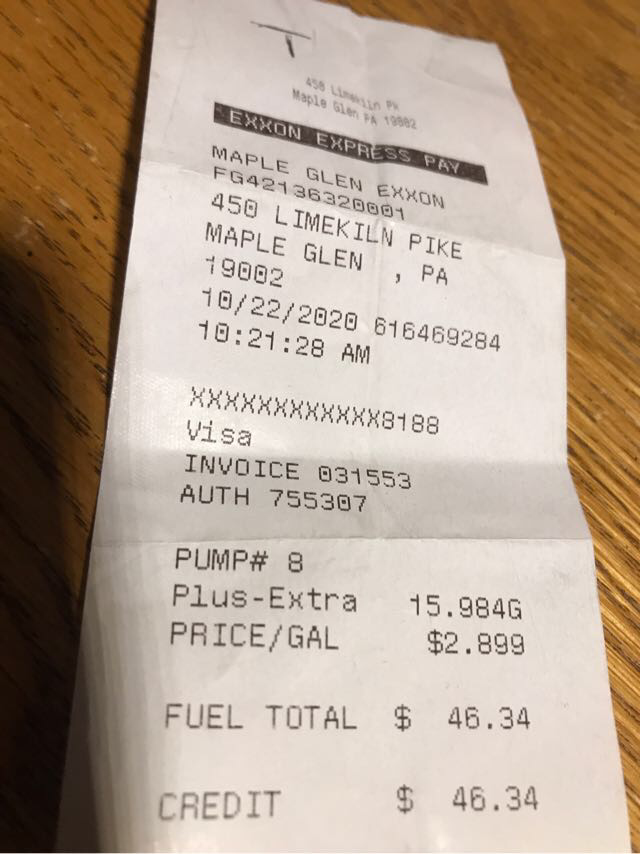 T
450 Limekiln Pk
Maple Glen PA 19002
EXXON EXPRESS PAY
MAPLE GLEN EXXON
FG42136320001
450 LIMEKILN PIKE
MAPLE GLEN , PA
19002
10/22/2020 616469284
10:21:28 AM
XXXXXXXXXXXX8188
Visa
INVOICE 031553
AUTH 755307
PUMP# 8
Plus-Extra 15.984G
PRICE/GAL $2.899
FUEL TOTAL $ 46.34
CREDIT $ 46.34